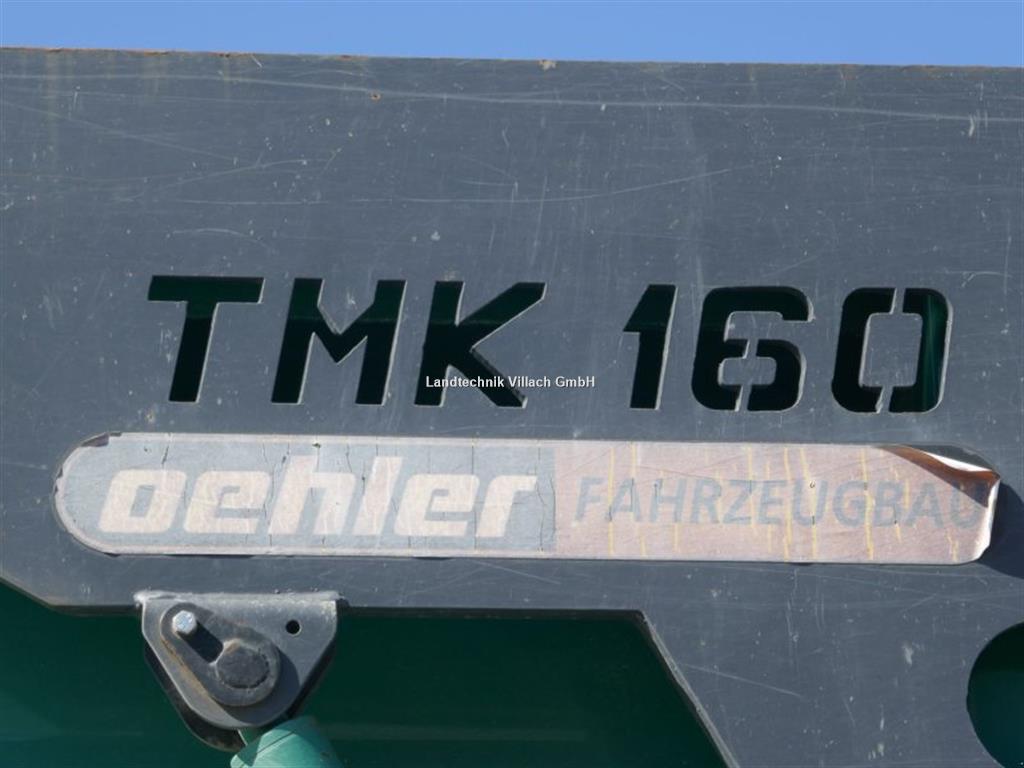 TMK 160
Landtechnik Villach GmbH
oehler FAHRZEUGBAU